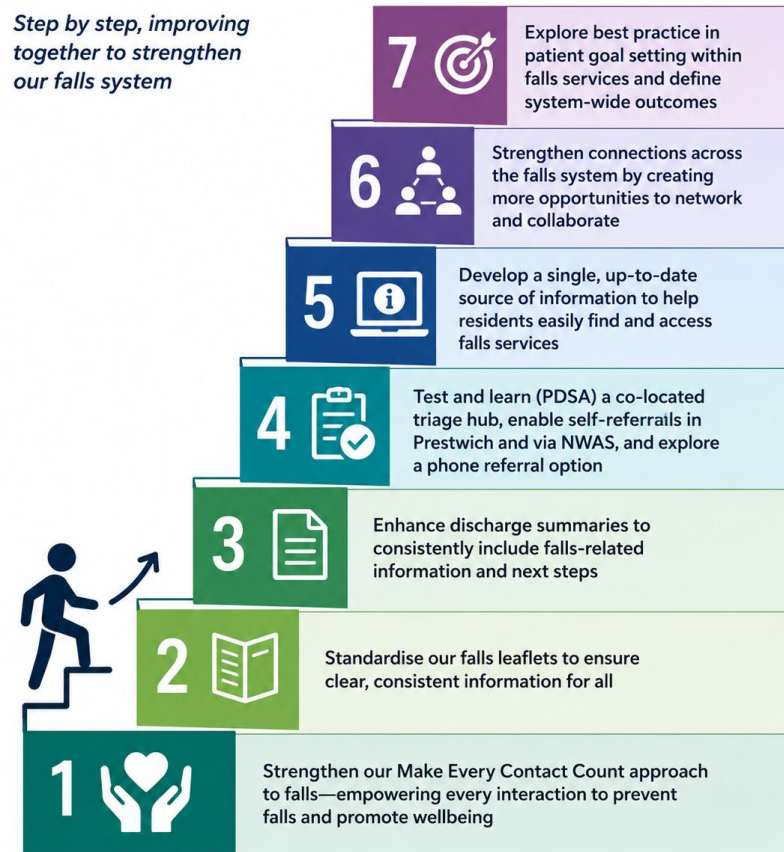 Step by step, improving
together to strengthen
our falls system
7
Explore best practice in
patient goal setting within
falls services and define
system-wide outcomes
6
Strengthen connections across
the falls system by creating
more opportunities to network
and collaborate
5
i
Develop a single, up-to-date
source of information to help
residents easily find and access
falls services
4
Test and learn (PDSA) a co-located
triage hub, enable self-referrals in
Prestwich and via NWAS, and explore
a phone referral option
3
Enhance discharge summaries to
consistently include falls-related
information and next steps
2
Standardise our falls leaflets to ensure
clear, consistent information for all
1
Strengthen our Make Every Contact Count approach
to falls—empowering every interaction to prevent
falls and promote wellbeing